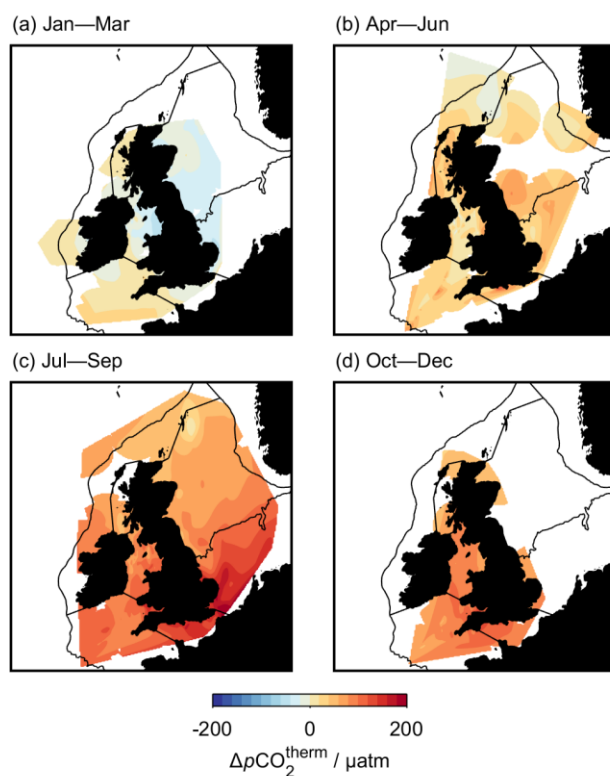 (a) Jan—Mar
(b) Apr—Jun
(c) Jul—Sep
(d) Oct—Dec
-200 0 200
ΔpCO₂ᵗʰᵉʳᵐ / μatm